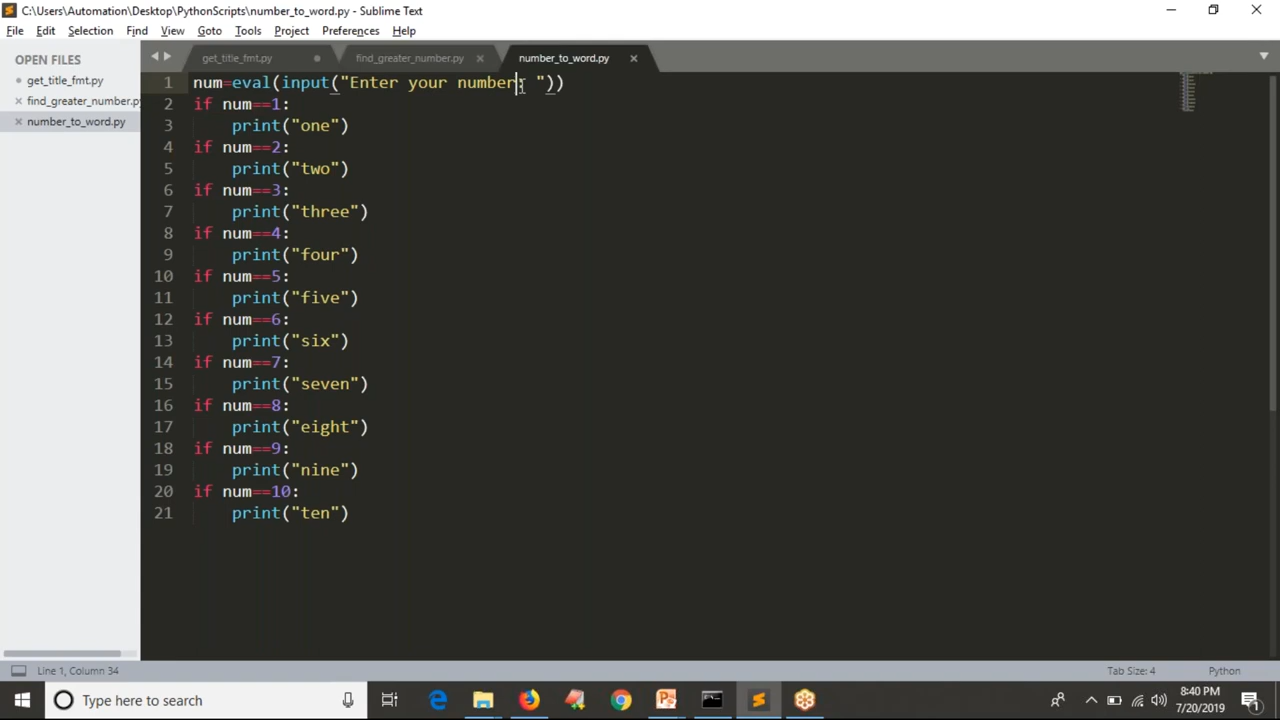 C:\Users\Automation\Desktop\PythonScripts\number_to_word.py - Sublime Text
File Edit Selection Find View Goto Tools Project Preferences Help
OPEN FILES
get_title_fmt.py
find_greater_number.py
number_to_word.py
get_title_fmt.py find_greater_number.py number_to_word.py
1 num=eval(input("Enter your number: "))
2 if num==1:
3     print("one")
4 if num==2:
5     print("two")
6 if num==3:
7     print("three")
8 if num==4:
9     print("four")
10 if num==5:
11     print("five")
12 if num==6:
13     print("six")
14 if num==7:
15     print("seven")
16 if num==8:
17     print("eight")
18 if num==9:
19     print("nine")
20 if num==10:
21     print("ten")
Line 1, Column 34 Tab Size: 4 Python
Type here to search
8:40 PM
7/20/2019
1